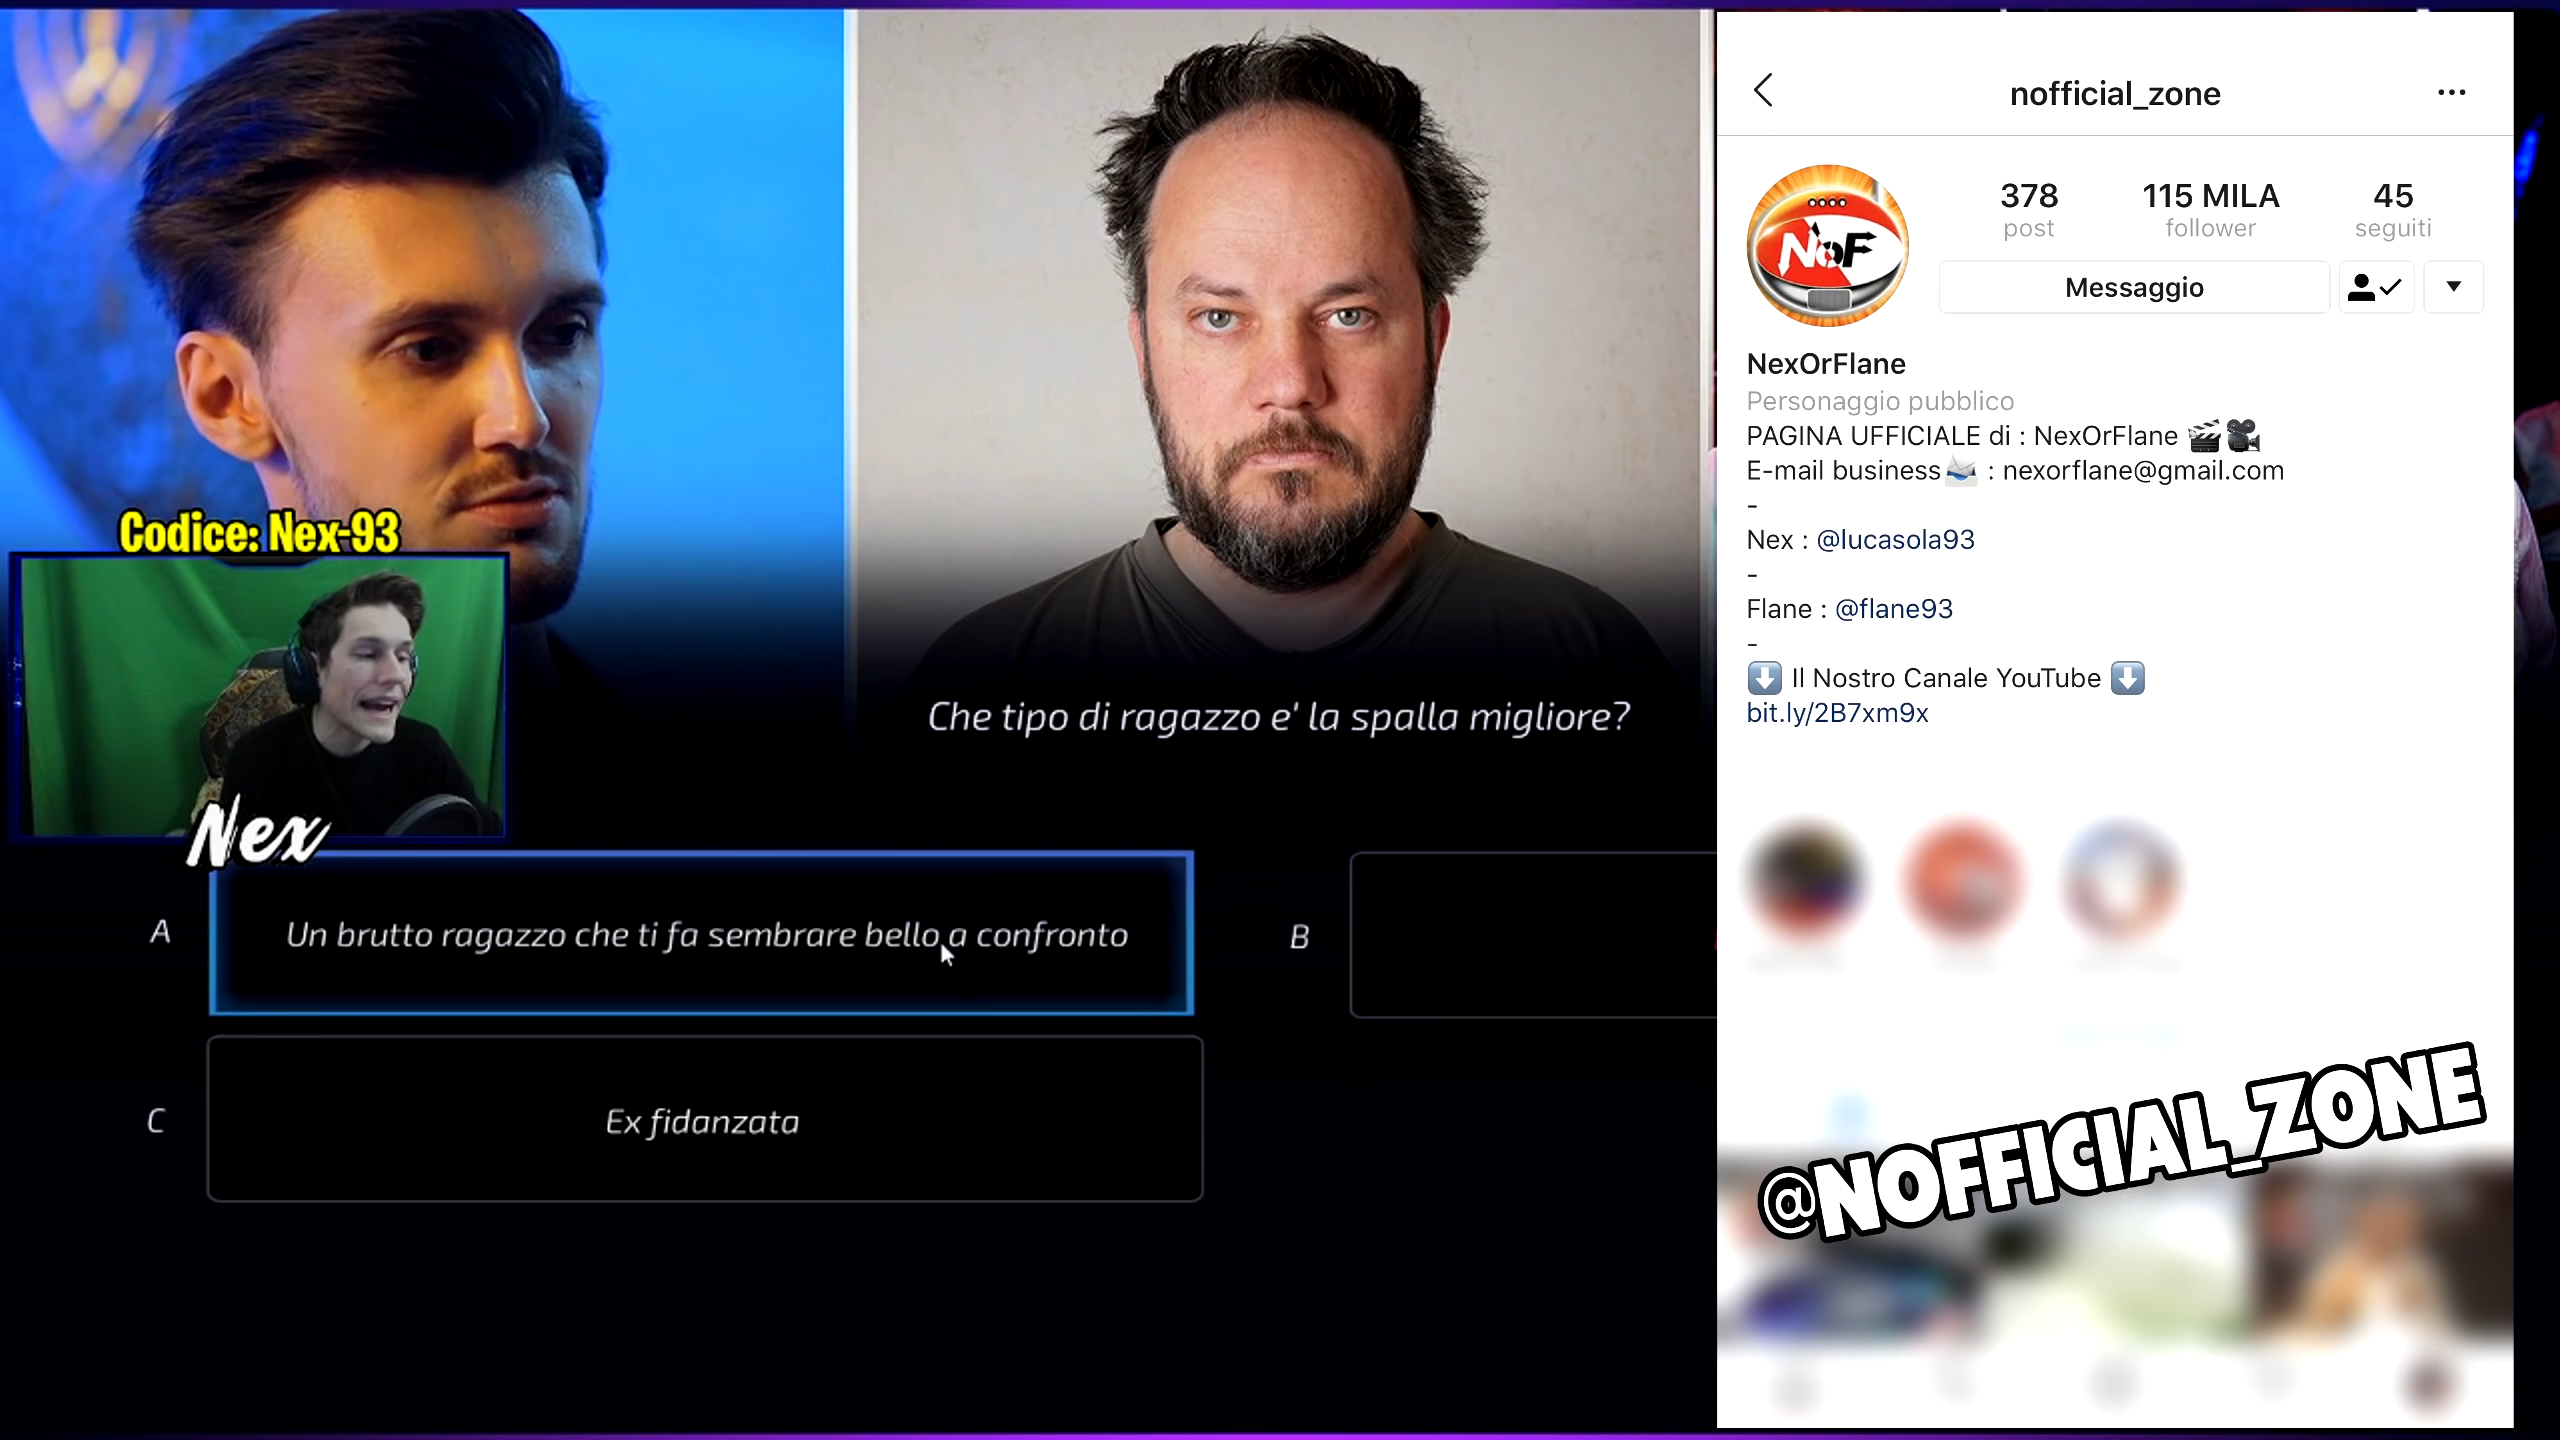 Codice: Nex-93
Nex
Che tipo di ragazzo e' la spalla migliore?
A
Un brutto ragazzo che ti fa sembrare bello a confronto
B
C
Ex fidanzata
nofficial_zone
...
NoF
378
post
115 MILA
follower
45
seguiti
Messaggio
NexOrFlane
Personaggio pubblico
PAGINA UFFICIALE di : NexOrFlane 🎬🎥
E-mail business📨 : nexorflane@gmail.com
-
Nex : @lucasola93
-
Flane : @flane93
-
⬇️ Il Nostro Canale YouTube ⬇️
bit.ly/2B7xm9x
@NOFFICIAL_ZONE